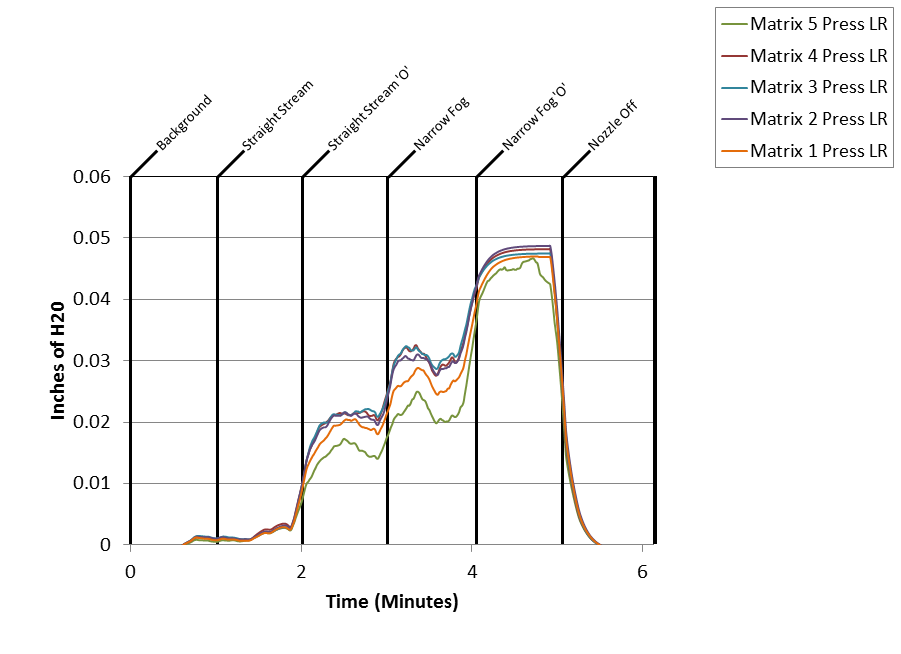 Matrix 5 Press LR
Matrix 4 Press LR
Matrix 3 Press LR
Matrix 2 Press LR
Matrix 1 Press LR
Background
Straight Stream
Straight Stream 'O'
Narrow Fog
Narrow Fog 'O'
Nozzle Off
0.06
0.05
0.04
0.03
0.02
0.01
0
Inches of H20
0 2 4 6
Time (Minutes)